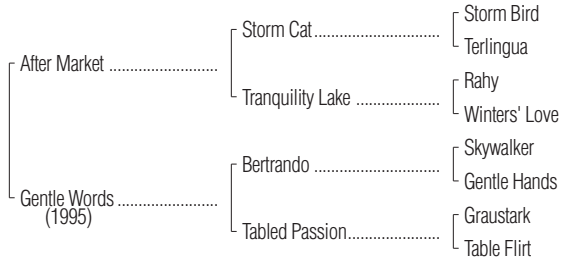 Storm Bird
Storm Cat
Terlingua
After Market
Rahy
Tranquility Lake
Winters' Love
Skywalker
Bertrando
Gentle Hands
Gentle Words
(1995)
Graustark
Tabled Passion
Table Flirt